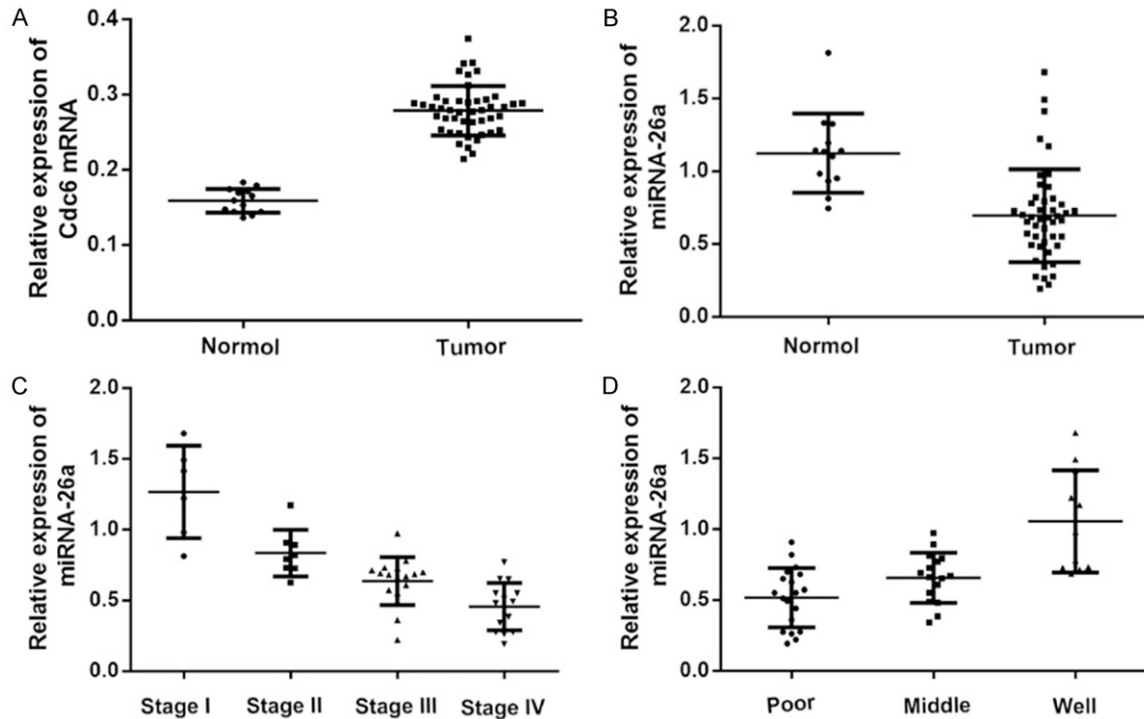 A
Relative expression of
Cdc6 mRNA
0.4
0.3
0.2
0.1
0.0
Normol
Tumor
B
Relative expression of
miRNA-26a
2.0
1.5
1.0
0.5
0.0
Normol
Tumor
C
Relative expression of
miRNA-26a
2.0
1.5
1.0
0.5
0.0
Stage I
Stage II
Stage III
Stage IV
D
Relative expression of
miRNA-26a
2.0
1.5
1.0
0.5
0.0
Poor
Middle
Well